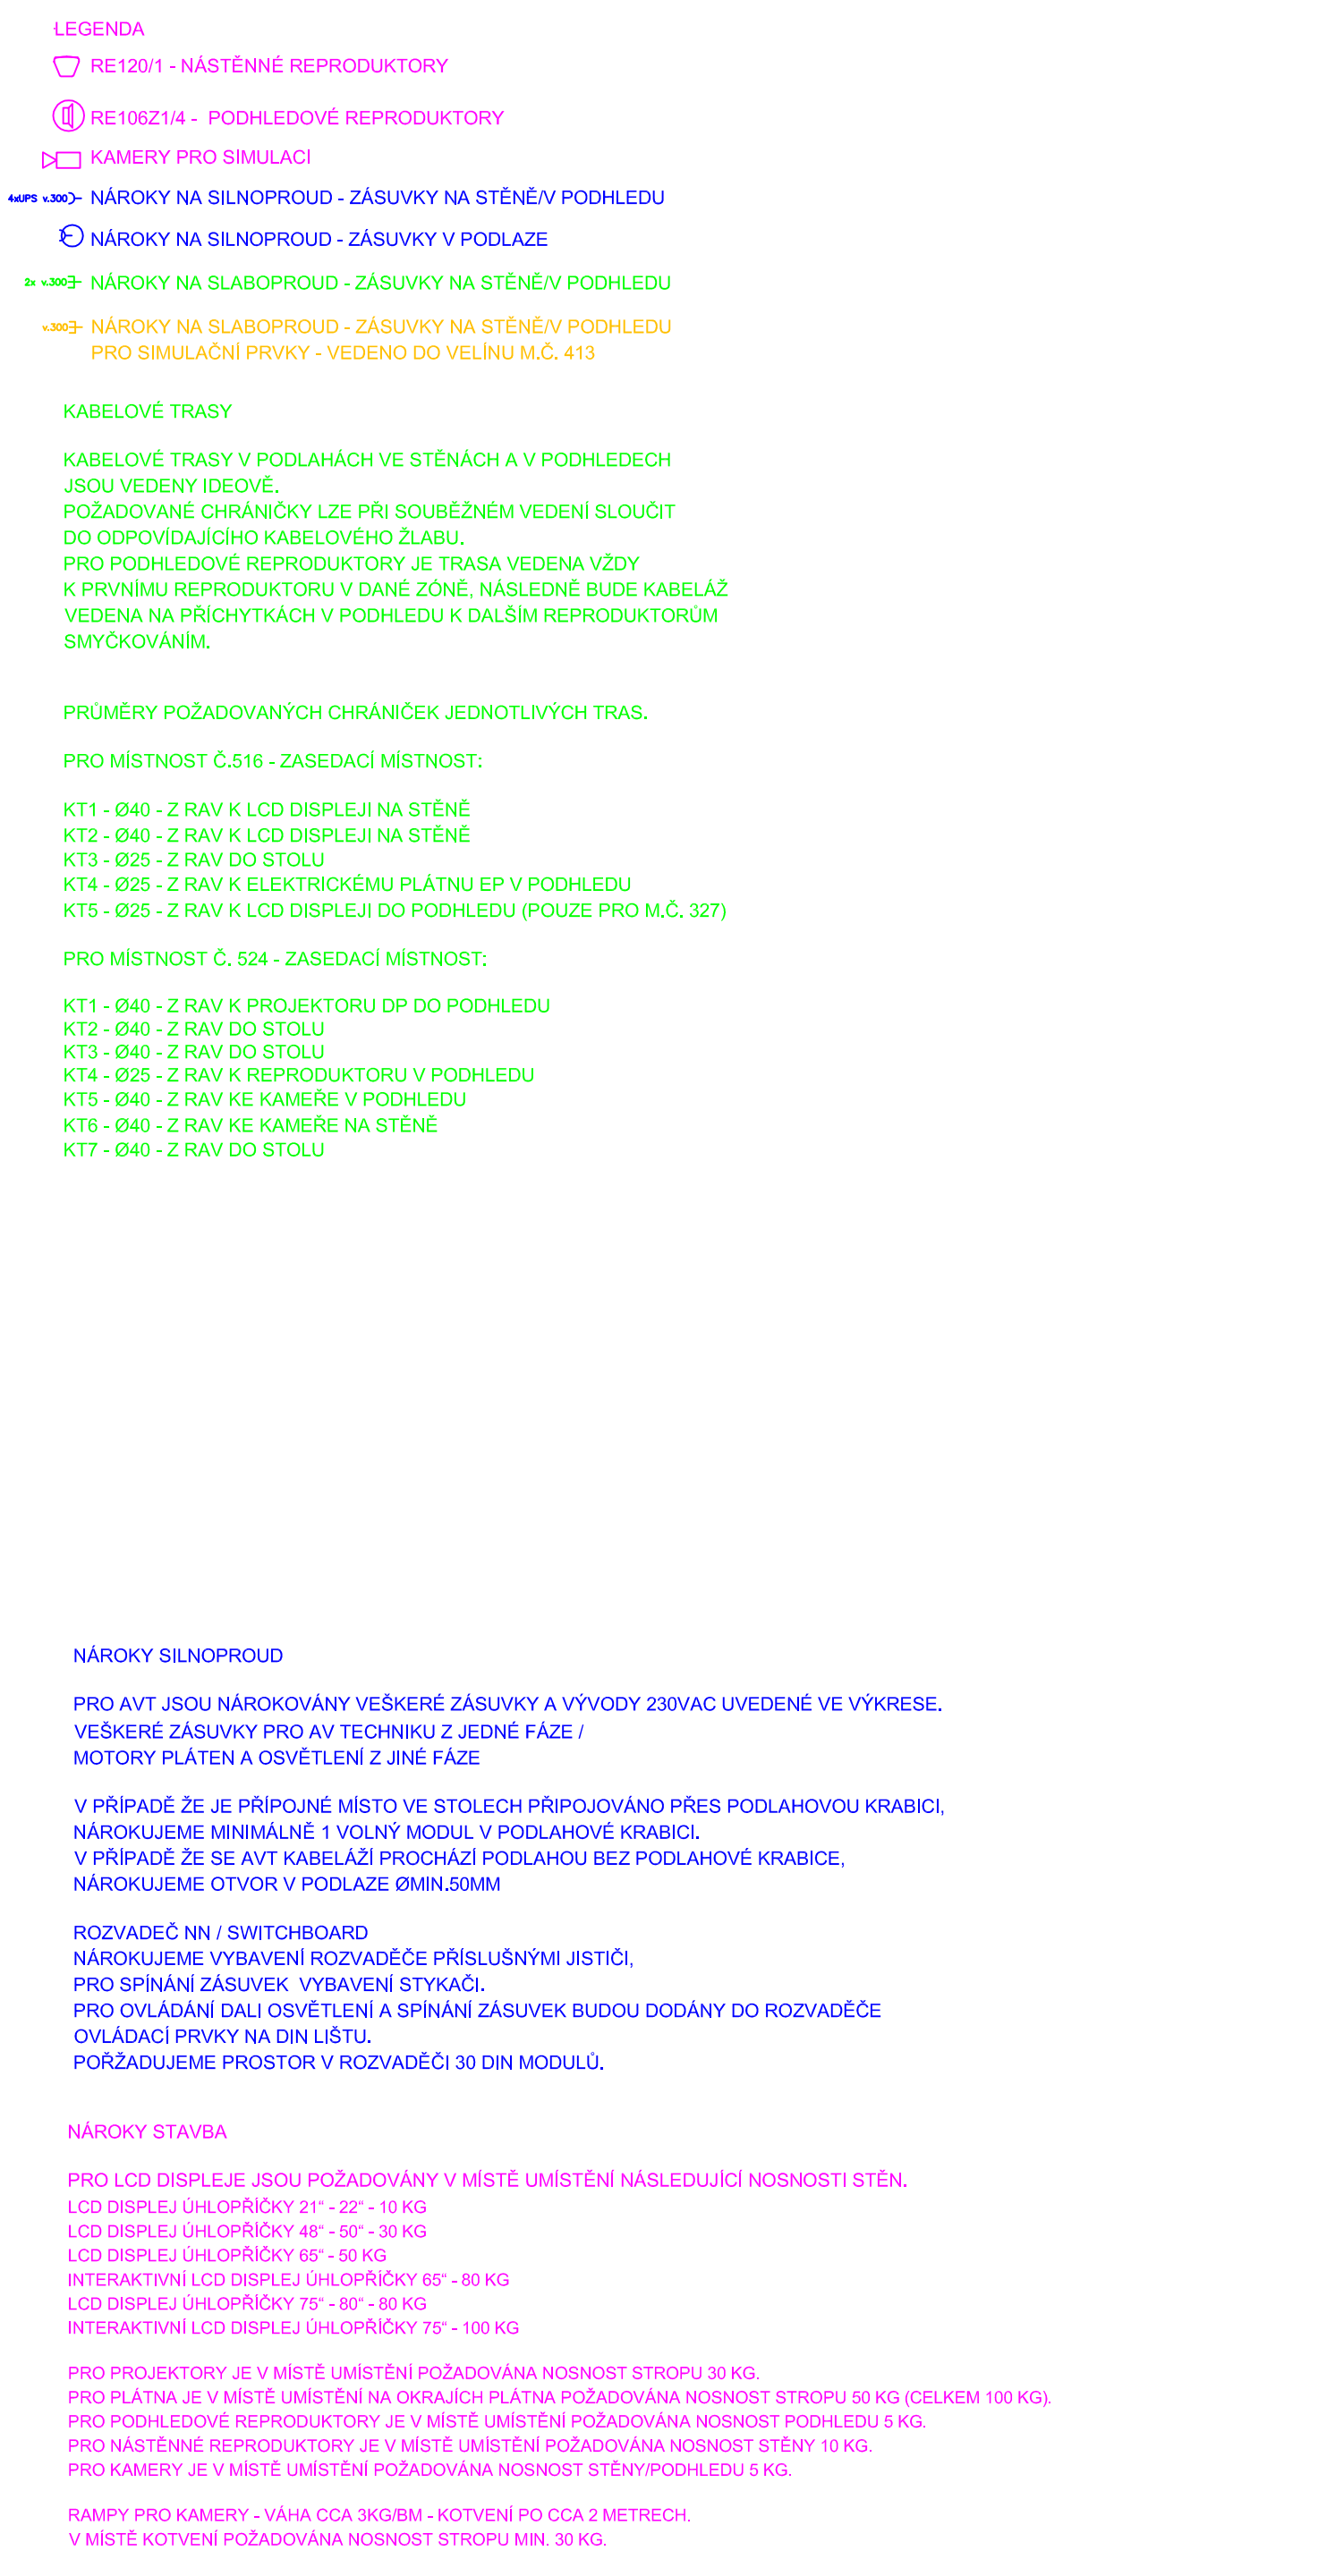 LEGENDA
RE120/1 - NÁSTĚNNÉ REPRODUKTORY
RE106Z1/4 -  PODHLEDOVÉ REPRODUKTORY
KAMERY PRO SIMULACI
4xUPS v.300 NÁROKY NA SILNOPROUD - ZÁSUVKY NA STĚNĚ/V PODHLEDU
NÁROKY NA SILNOPROUD - ZÁSUVKY V PODLAZE
2x v.300 NÁROKY NA SLABOPROUD - ZÁSUVKY NA STĚNĚ/V PODHLEDU
v.300 NÁROKY NA SLABOPROUD - ZÁSUVKY NA STĚNĚ/V PODHLEDU
PRO SIMULAČNÍ PRVKY - VEDENO DO VELÍNU M.Č. 413
KABELOVÉ TRASY
KABELOVÉ TRASY V PODLAHÁCH VE STĚNÁCH A V PODHLEDECH
JSOU VEDENY IDEOVĚ.
POŽADOVANÉ CHRÁNIČKY LZE PŘI SOUBĚŽNÉM VEDENÍ SLOUČIT
DO ODPOVÍDAJÍCÍHO KABELOVÉHO ŽLABU.
PRO PODHLEDOVÉ REPRODUKTORY JE TRASA VEDENA VŽDY
K PRVNÍMU REPRODUKTORU V DANÉ ZÓNĚ, NÁSLEDNĚ BUDE KABELÁŽ
VEDENA NA PŘÍCHYTKÁCH V PODHLEDU K DALŠÍM REPRODUKTORŮM
SMYČKOVÁNÍM.
PRŮMĚRY POŽADOVANÝCH CHRÁNIČEK JEDNOTLIVÝCH TRAS.
PRO MÍSTNOST Č.516 - ZASEDACÍ MÍSTNOST:
KT1 - Ø40 - Z RAV K LCD DISPLEJI NA STĚNĚ
KT2 - Ø40 - Z RAV K LCD DISPLEJI NA STĚNĚ
KT3 - Ø25 - Z RAV DO STOLU
KT4 - Ø25 - Z RAV K ELEKTRICKÉMU PLÁTNU EP V PODHLEDU
KT5 - Ø25 - Z RAV K LCD DISPLEJI DO PODHLEDU (POUZE PRO M.Č. 327)
PRO MÍSTNOST Č. 524 - ZASEDACÍ MÍSTNOST:
KT1 - Ø40 - Z RAV K PROJEKTORU DP DO PODHLEDU
KT2 - Ø40 - Z RAV DO STOLU
KT3 - Ø40 - Z RAV DO STOLU
KT4 - Ø25 - Z RAV K REPRODUKTORU V PODHLEDU
KT5 - Ø40 - Z RAV KE KAMEŘE V PODHLEDU
KT6 - Ø40 - Z RAV KE KAMEŘE NA STĚNĚ
KT7 - Ø40 - Z RAV DO STOLU
NÁROKY SILNOPROUD
PRO AVT JSOU NÁROKOVÁNY VEŠKERÉ ZÁSUVKY A VÝVODY 230VAC UVEDENÉ VE VÝKRESE.
VEŠKERÉ ZÁSUVKY PRO AV TECHNIKU Z JEDNÉ FÁZE /
MOTORY PLÁTEN A OSVĚTLENÍ Z JINÉ FÁZE
V PŘÍPADĚ ŽE JE PŘÍPOJNÉ MÍSTO VE STOLECH PŘIPOJOVÁNO PŘES PODLAHOVOU KRABICI,
NÁROKUJEME MINIMÁLNĚ 1 VOLNÝ MODUL V PODLAHOVÉ KRABICI.
V PŘÍPADĚ ŽE SE AVT KABELÁŽÍ PROCHÁZÍ PODLAHOU BEZ PODLAHOVÉ KRABICE,
NÁROKUJEME OTVOR V PODLAZE ØMIN.50MM
ROZVADEČ NN / SWITCHBOARD
NÁROKUJEME VYBAVENÍ ROZVADĚČE PŘÍSLUŠNÝMI JISTIČI,
PRO SPÍNÁNÍ ZÁSUVEK  VYBAVENÍ STYKAČI.
PRO OVLÁDÁNÍ DALI OSVĚTLENÍ A SPÍNÁNÍ ZÁSUVEK BUDOU DODÁNY DO ROZVADĚČE
OVLÁDACÍ PRVKY NA DIN LIŠTU.
POŘŽADUJEME PROSTOR V ROZVADĚČI 30 DIN MODULŮ.
NÁROKY STAVBA
PRO LCD DISPLEJE JSOU POŽADOVÁNY V MÍSTĚ UMÍSTĚNÍ NÁSLEDUJÍCÍ NOSNOSTI STĚN.
LCD DISPLEJ ÚHLOPŘÍČKY 21“ - 22“ - 10 KG
LCD DISPLEJ ÚHLOPŘÍČKY 48“ - 50“ - 30 KG
LCD DISPLEJ ÚHLOPŘÍČKY 65“ - 50 KG
INTERAKTIVNÍ LCD DISPLEJ ÚHLOPŘÍČKY 65“ - 80 KG
LCD DISPLEJ ÚHLOPŘÍČKY 75“ - 80“ - 80 KG
INTERAKTIVNÍ LCD DISPLEJ ÚHLOPŘÍČKY 75“ - 100 KG
PRO PROJEKTORY JE V MÍSTĚ UMÍSTĚNÍ POŽADOVÁNA NOSNOST STROPU 30 KG.
PRO PLÁTNA JE V MÍSTĚ UMÍSTĚNÍ NA OKRAJÍCH PLÁTNA POŽADOVÁNA NOSNOST STROPU 50 KG (CELKEM 100 KG).
PRO PODHLEDOVÉ REPRODUKTORY JE V MÍSTĚ UMÍSTĚNÍ POŽADOVÁNA NOSNOST PODHLEDU 5 KG.
PRO NÁSTĚNNÉ REPRODUKTORY JE V MÍSTĚ UMÍSTĚNÍ POŽADOVÁNA NOSNOST STĚNY 10 KG.
PRO KAMERY JE V MÍSTĚ UMÍSTĚNÍ POŽADOVÁNA NOSNOST STĚNY/PODHLEDU 5 KG.
RAMPY PRO KAMERY - VÁHA CCA 3KG/BM - KOTVENÍ PO CCA 2 METRECH.
V MÍSTĚ KOTVENÍ POŽADOVÁNA NOSNOST STROPU MIN. 30 KG.